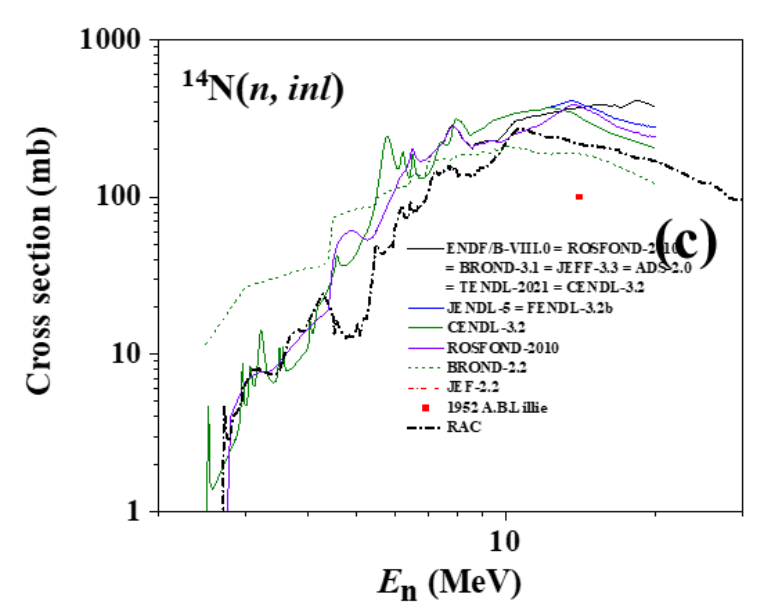 1000
¹⁴N(n, inl)
100
(c)
ENDF/B-VIII.0 = ROSFOND-2010
= BROND-3.1 = JEFF-3.3 = ADS-2.0
= TENDL-2021 = CENDL-3.2
JENDL-5 = FENDL-3.2b
CENDL-3.2
ROSFOND-2010
BROND-2.2
JEF-2.2
1952 A.B.Lillie
RAC
10
1
10
Eₙ (MeV)
Cross section (mb)